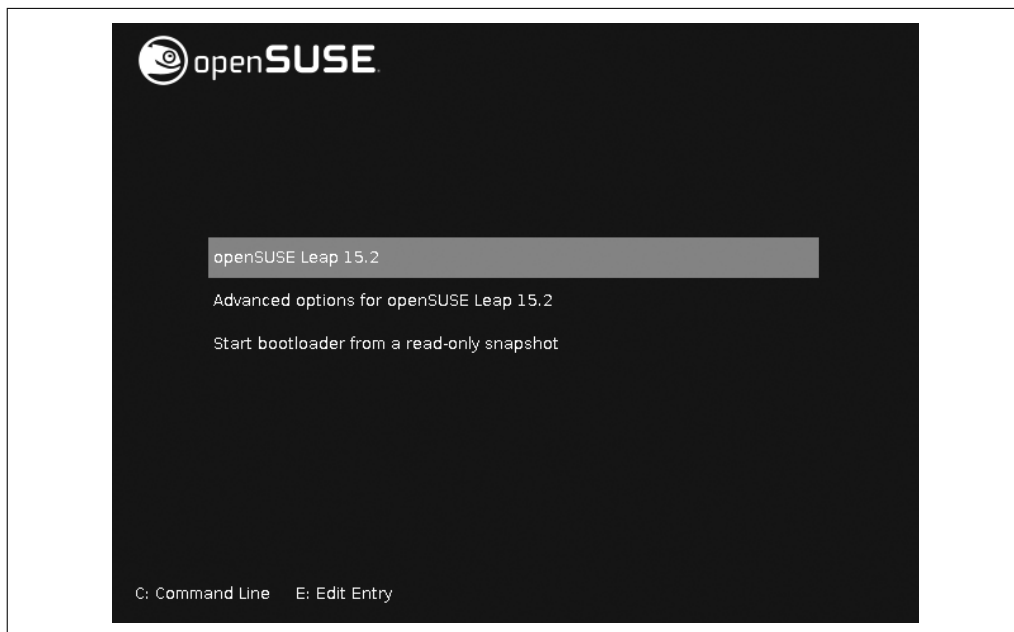 openSUSE
openSUSE Leap 15.2
Advanced options for openSUSE Leap 15.2
Start bootloader from a read-only snapshot
C: Command Line E: Edit Entry